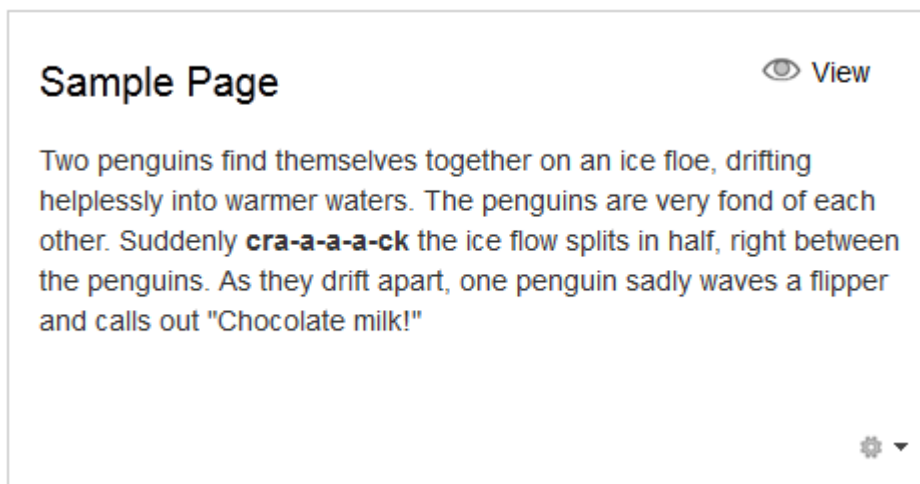 Sample Page
View
Two penguins find themselves together on an ice floe, drifting
helplessly into warmer waters. The penguins are very fond of each
other. Suddenly cra-a-a-a-ck the ice flow splits in half, right between
the penguins. As they drift apart, one penguin sadly waves a flipper
and calls out "Chocolate milk!"